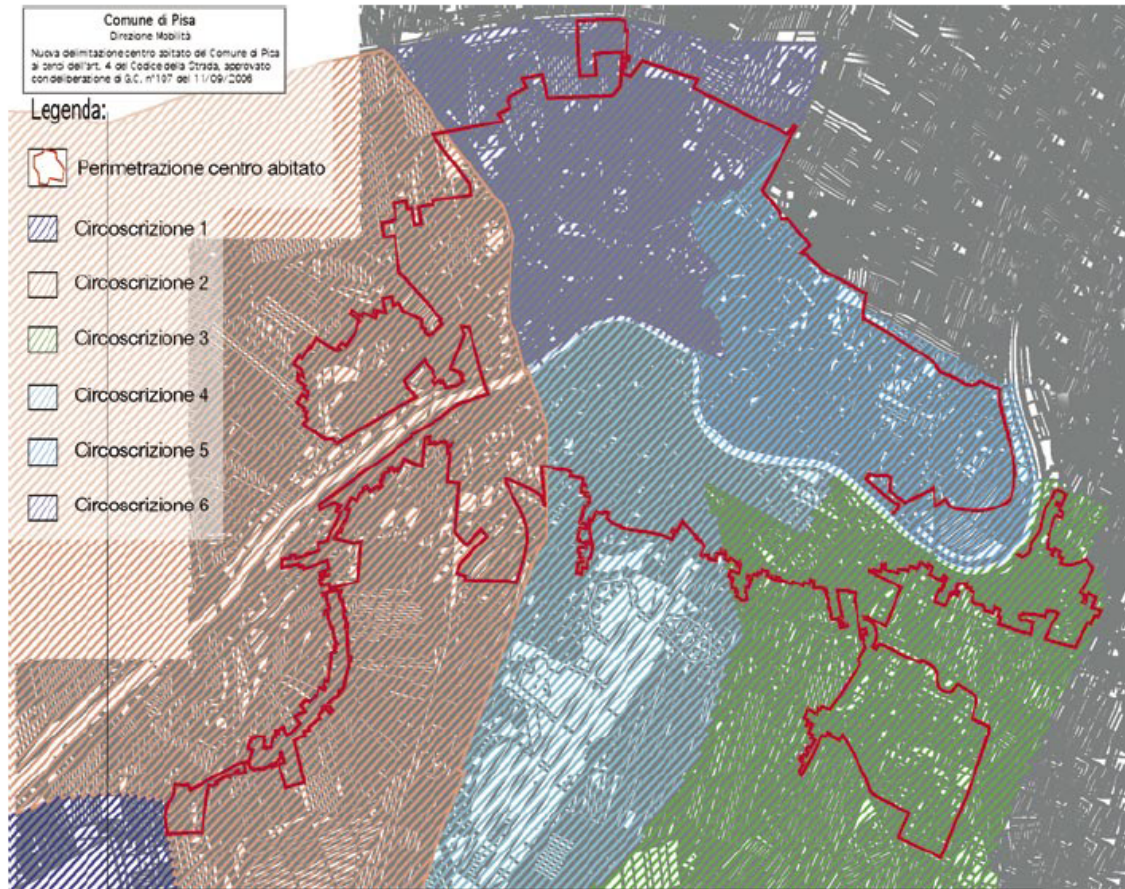 Comune di Pisa
Direzione Mobilità
Nuova delimitazione centro abitato del Comune di Pisa
ai sensi dell'art. 4 del Codice della Strada, approvato
con deliberazione di G.C. n°107 del 11/09/2006
Legenda:
Perimetrazione centro abitato
Circoscrizione 1
Circoscrizione 2
Circoscrizione 3
Circoscrizione 4
Circoscrizione 5
Circoscrizione 6